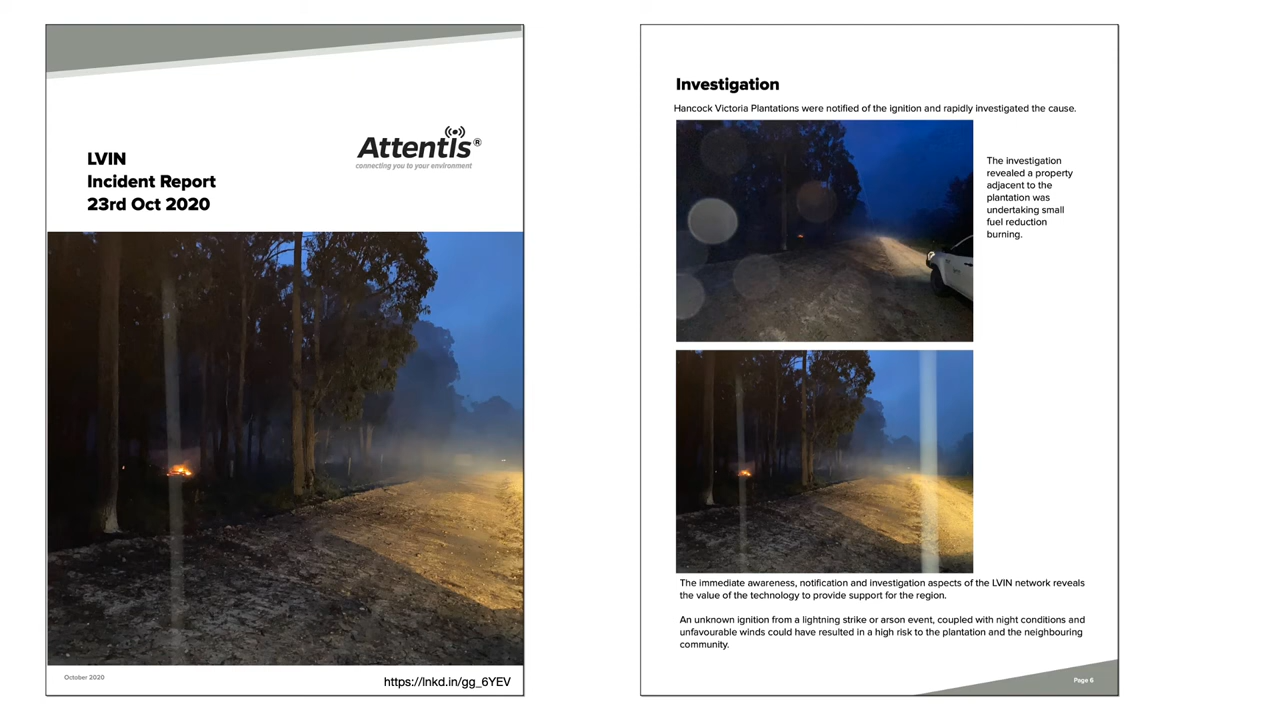 LVIN
Incident Report
23rd Oct 2020
Attentis®
connecting you to your environment
October 2020
https://lnkd.in/gg_6YEV
Investigation
Hancock Victoria Plantations were notified of the ignition and rapidly investigated the cause.
The investigation
revealed a property
adjacent to the
plantation was
undertaking small
fuel reduction
burning.
The immediate awareness, notification and investigation aspects of the LVIN network reveals
the value of the technology to provide support for the region.
An unknown ignition from a lightning strike or arson event, coupled with night conditions and
unfavourable winds could have resulted in a high risk to the plantation and the neighbouring
community.
Page 6